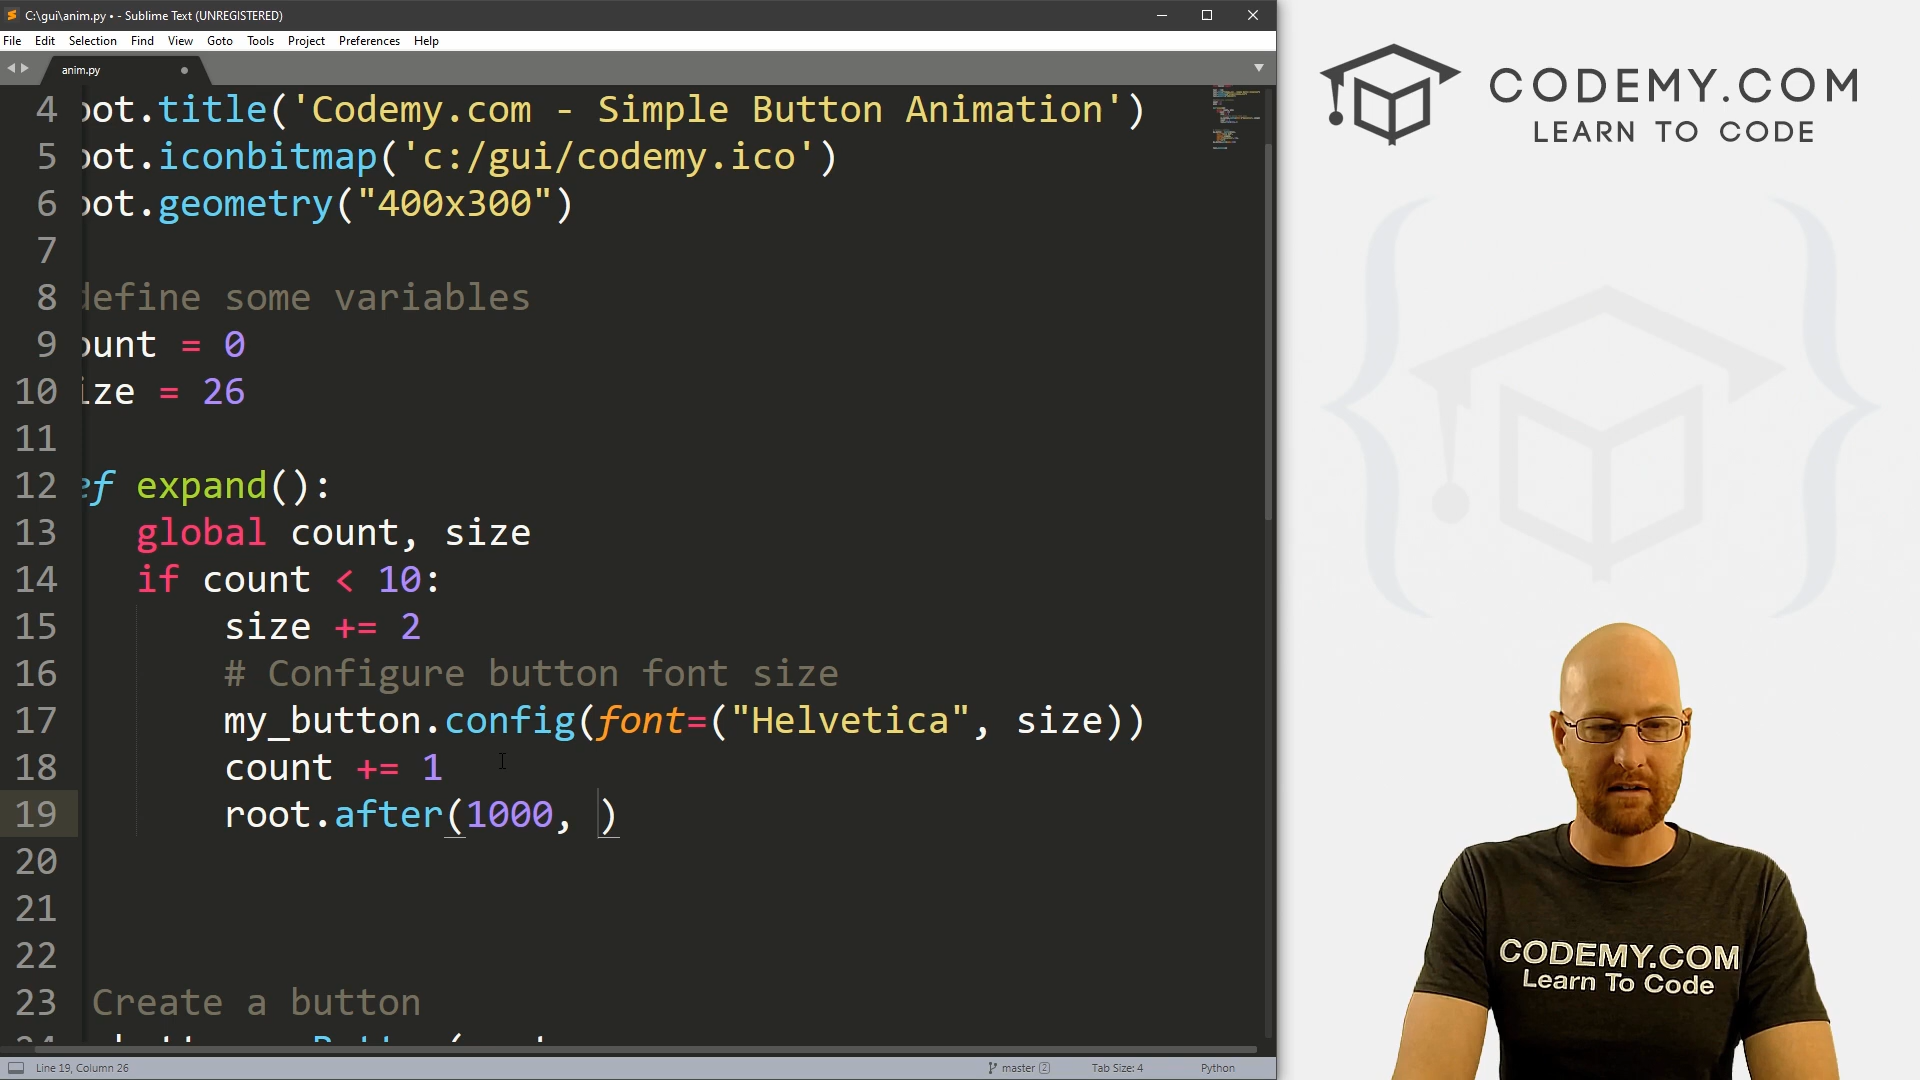 C:\gui\anim.py • - Sublime Text (UNREGISTERED)
File Edit Selection Find View Goto Tools Project Preferences Help
anim.py
4 oot.title('Codemy.com - Simple Button Animation')
5 oot.iconbitmap('c:/gui/codemy.ico')
6 oot.geometry("400x300")
7
8 define some variables
9 ount = 0
10 ize = 26
11
12 ef expand():
13 global count, size
14 if count < 10:
15 size += 2
16 # Configure button font size
17 my_button.config(font=("Helvetica", size))
18 count += 1
19 root.after(1000, )
20
21
22
23 Create a button
Line 19, Column 26
master 2
Tab Size: 4
Python
CODEMY.COM
LEARN TO CODE
CODEMY.COM
Learn To Code